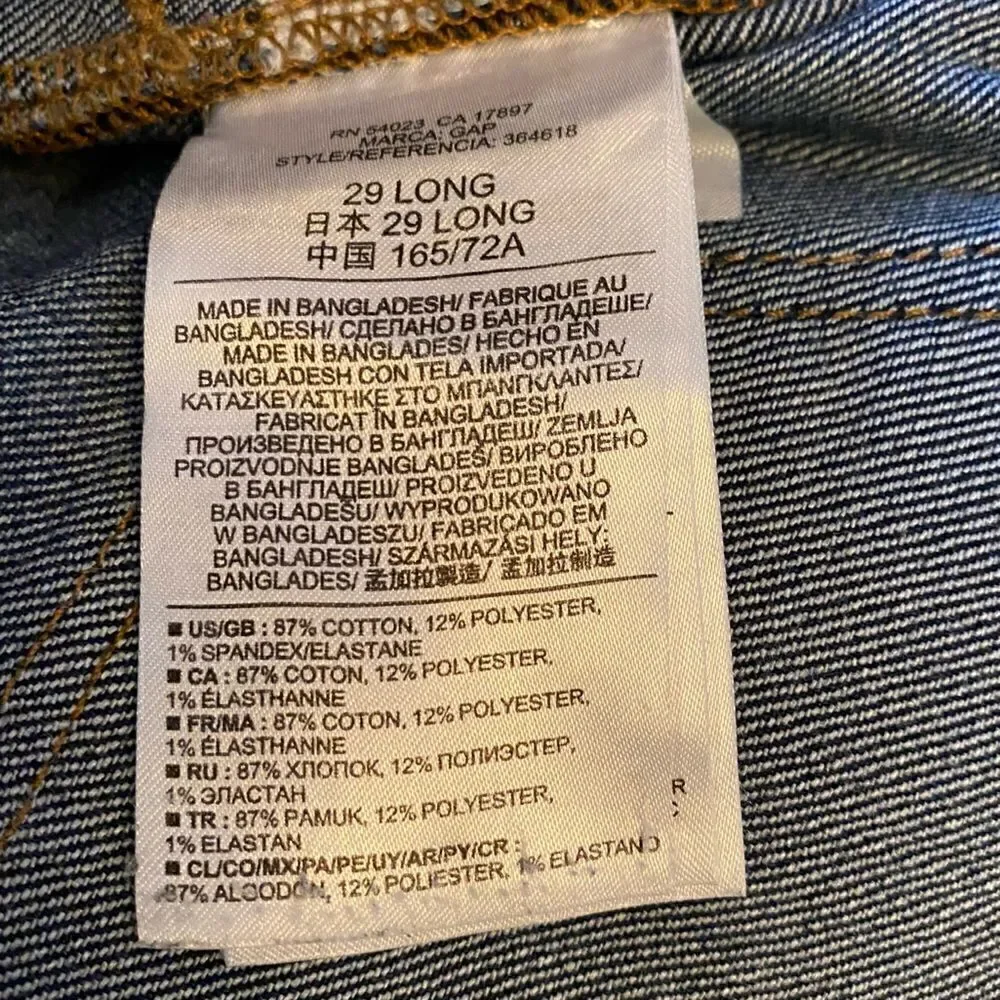 RN 54023 CA 17897
MARCA: GAP
STYLE/REFERENCIA: 364618
29 LONG
日本 29 LONG
中国 165/72A
MADE IN BANGLADESH/ FABRIQUE AU
BANGLADESH/ СДЕЛАНО В БАНГЛАДЕШЕ/
MADE IN BANGLADES/ HECHO EN
BANGLADESH CON TELA IMPORTADA/
ΚΑΤΑΣΚΕΥΑΣΤΗΚΕ ΣΤΟ ΜΠΑΝΓΚΛΑΝΤΕΣ/
FABRICAT ÎN BANGLADESH/
ПРОИЗВЕДЕНО В БАНГЛАДЕШ/ ZEMLJA
PROIZVODNJE BANGLADEŠ/ ВИРОБЛЕНО
В БАНГЛАДЕШ/ PROIZVEDENO U
BANGLADEŠU/ WYPRODUKOWANO
W BANGLADESZU/ FABRICADO EM
BANGLADESH/ SZÁRMAZÁSI HELY:
BANGLADES/ 孟加拉製造/ 孟加拉制造
US/GB : 87% COTTON, 12% POLYESTER,
1% SPANDEX/ELASTANE
CA : 87% COTON, 12% POLYESTER,
1% ÉLASTHANNE
FR/MA : 87% COTON, 12% POLYESTER,
1% ÉLASTHANNE
RU : 87% ХЛОПОК, 12% ПОЛИЭСТЕР,
1% ЭЛАСТАН
TR : 87% PAMUK, 12% POLYESTER,
1% ELASTAN
CL/CO/MX/PA/PE/UY/AR/PY/CR :
87% ALGODON, 12% POLIESTER, 1% ELASTANO
R